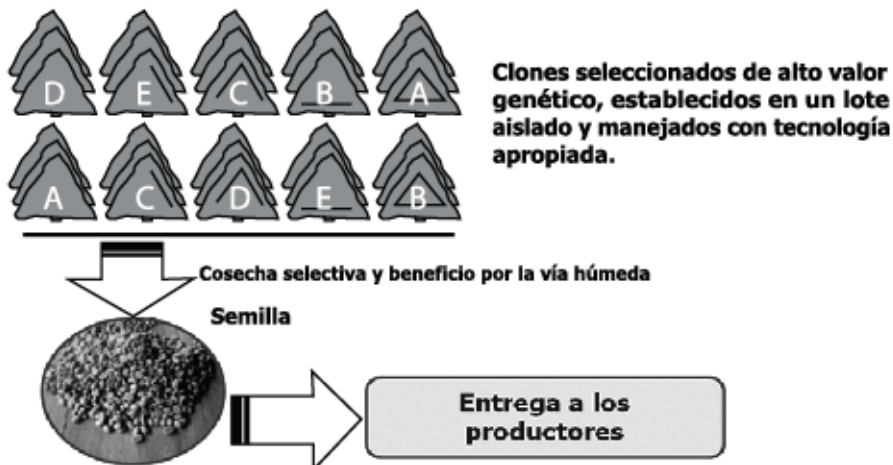 D E C B A
Clones seleccionados de alto valor
genético, establecidos en un lote
aislado y manejados con tecnología
apropiada.
A C D E B
Cosecha selectiva y beneficio por la vía húmeda
Semilla
Entrega a los
productores